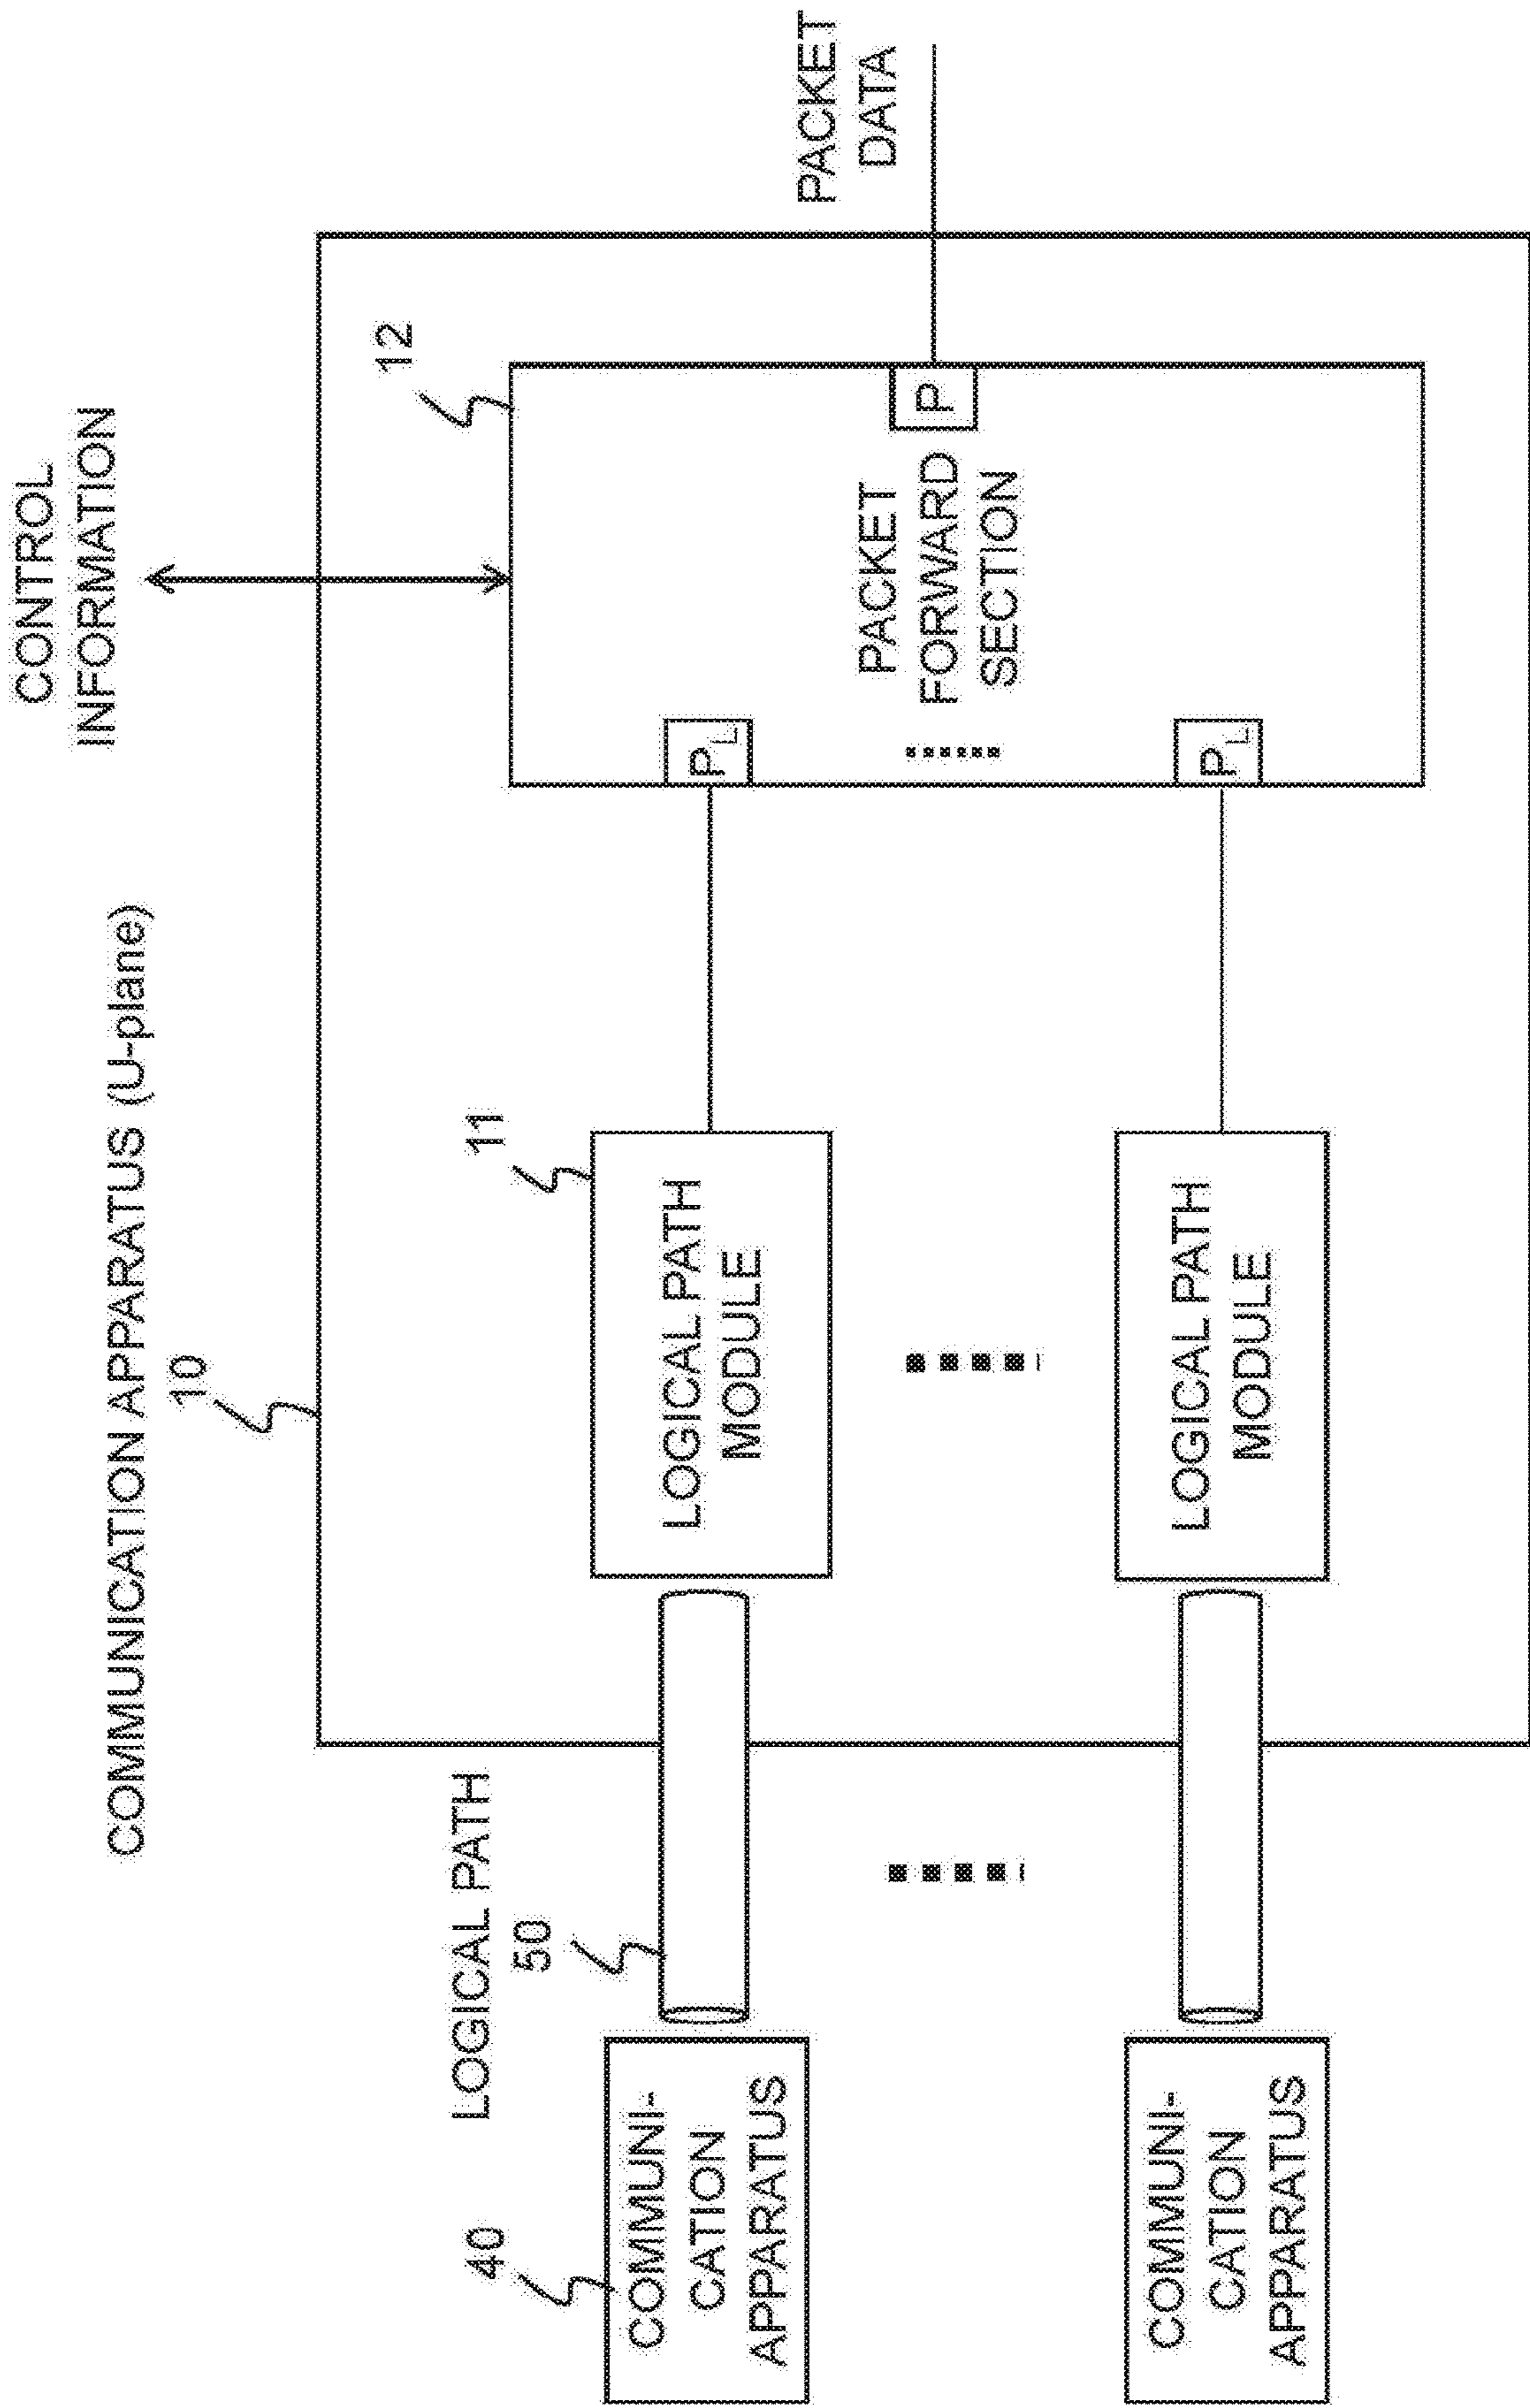 COMMUNICATION APPARATUS (U-plane)
10
CONTROL
INFORMATION
LOGICAL PATH
50
40
COMMUNI-
CATION
APPARATUS
11
LOGICAL PATH
MODULE
12
PL
PACKET
FORWARD
SECTION
P
PACKET
DATA
COMMUNI-
CATION
APPARATUS
LOGICAL PATH
MODULE
PL